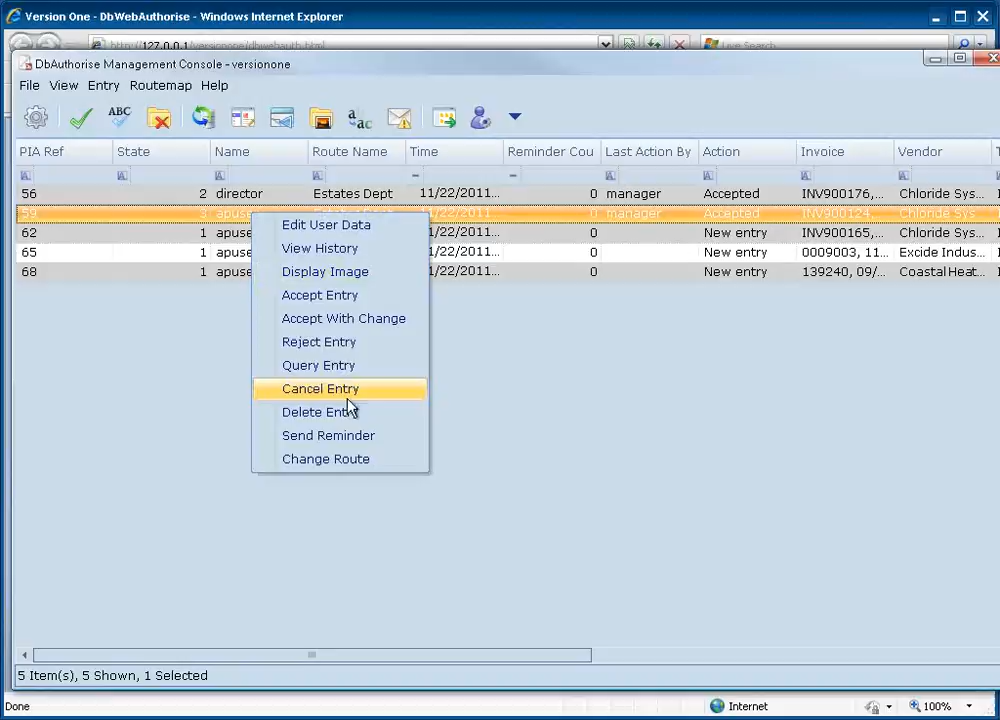 Version One - DbWebAuthorise - Windows Internet Explorer
http://127.0.0.1/versionone/dbwebauth.html
Live Search
DbAuthorise Management Console - versionone
File View Entry Routemap Help
ABC
a..ac
PIA Ref State Name Route Name Time Reminder Cou Last Action By Action Invoice Vendor
56 2 director Estates Dept 11/22/2011... 0 manager Accepted INV900176,... Chloride Sys...
59 3 apuse /22/2011... 0 manager Accepted INV900124, Chloride Sys...
62 1 apuse 1/22/2011... 0 New entry INV900165,... Chloride Sys...
65 1 apuse 1/22/2011... 0 New entry 0009003, 11... Excide Indus...
68 1 apuse 1/22/2011... 0 New entry 139240, 09/... CoastalHeat...
Edit User Data
View History
Display Image
Accept Entry
Accept With Change
Reject Entry
Query Entry
Cancel Entry
Delete Entry
Send Reminder
Change Route
5 Item(s), 5 Shown, 1 Selected
Done Internet 100%